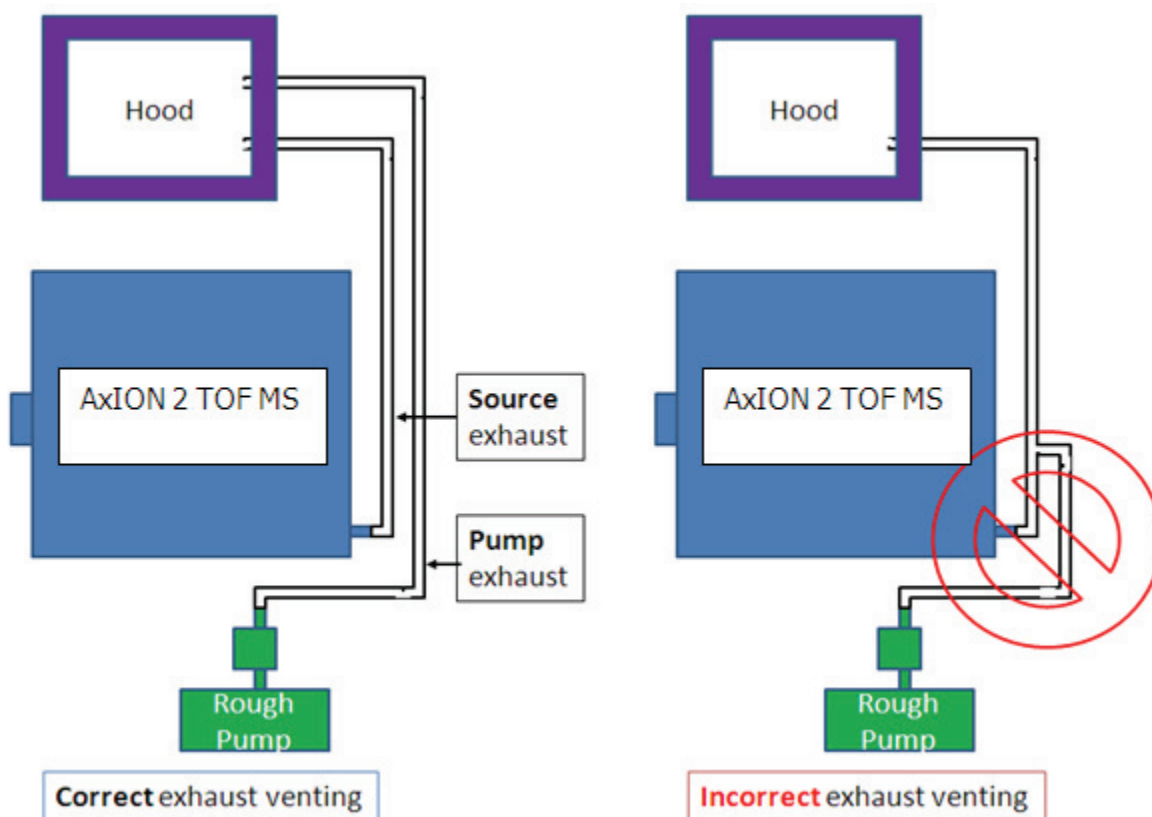 Hood
AxION 2 TOF MS
Source
exhaust
Pump
exhaust
Rough
Pump
Correct exhaust venting
Hood
AxION 2 TOF MS
Rough
Pump
Incorrect exhaust venting